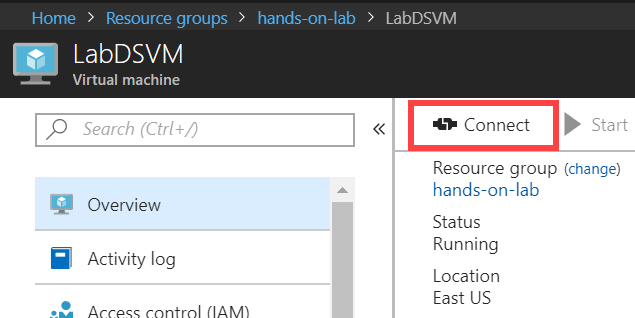 Home > Resource groups > hands-on-lab > LabDSVM
LabDSVM
Virtual machine
Search (Ctrl+/)
«
Connect
Start
Overview
Activity log
Access control (IAM)
Resource group (change)
hands-on-lab
Status
Running
Location
East US